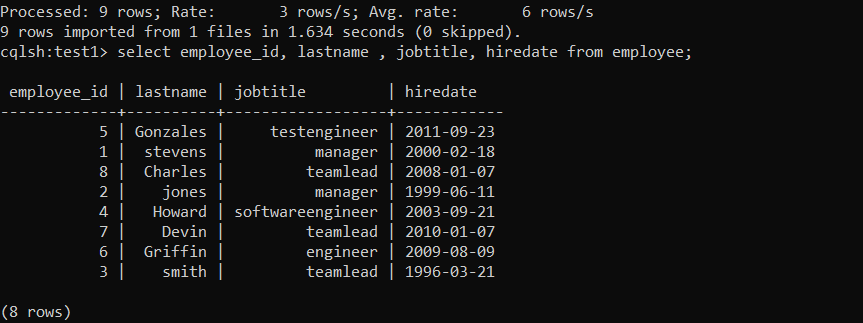 Processed: 9 rows; Rate:       3 rows/s; Avg. rate:       6 rows/s
9 rows imported from 1 files in 1.634 seconds (0 skipped).
cqlsh:test1> select employee_id, lastname , jobtitle, hiredate from employee;
 employee_id | lastname | jobtitle         | hiredate
-------------+----------+------------------+------------
           5 | Gonzales |     testengineer | 2011-09-23
           1 |  stevens |          manager | 2000-02-18
           8 |  Charles |         teamlead | 2008-01-07
           2 |    jones |          manager | 1999-06-11
           4 |   Howard | softwareengineer | 2003-09-21
           7 |    Devin |         teamlead | 2010-01-07
           6 |  Griffin |         engineer | 2009-08-09
           3 |    smith |         teamlead | 1996-03-21
(8 rows)